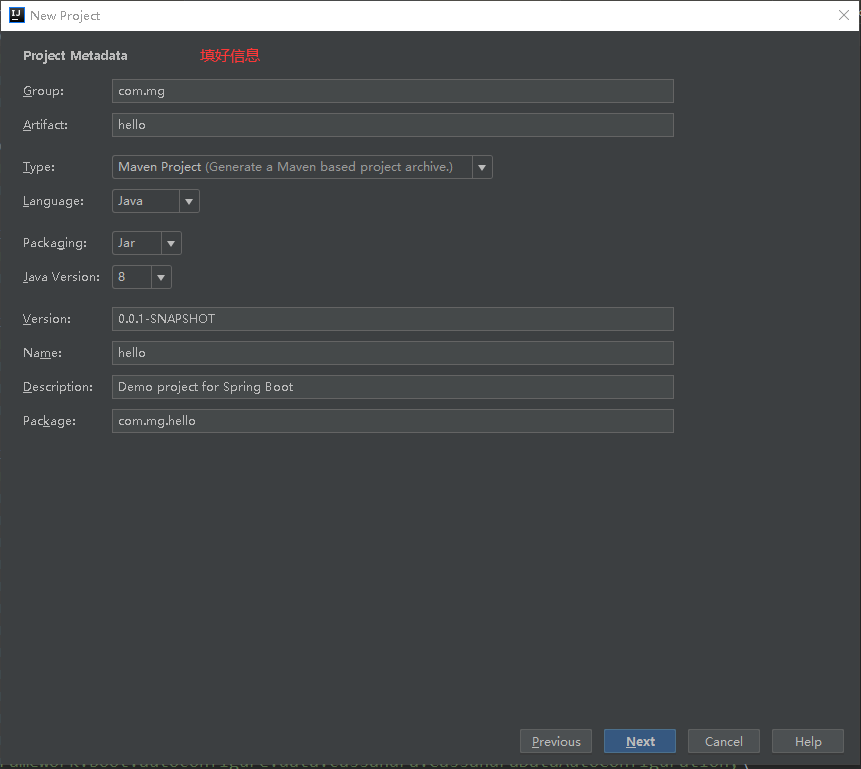 New Project
Project Metadata 填好信息
Group: com.mg
Artifact: hello
Type: Maven Project (Generate a Maven based project archive.)
Language: Java
Packaging: Jar
Java Version: 8
Version: 0.0.1-SNAPSHOT
Name: hello
Description: Demo project for Spring Boot
Package: com.mg.hello
Previous Next Cancel Help